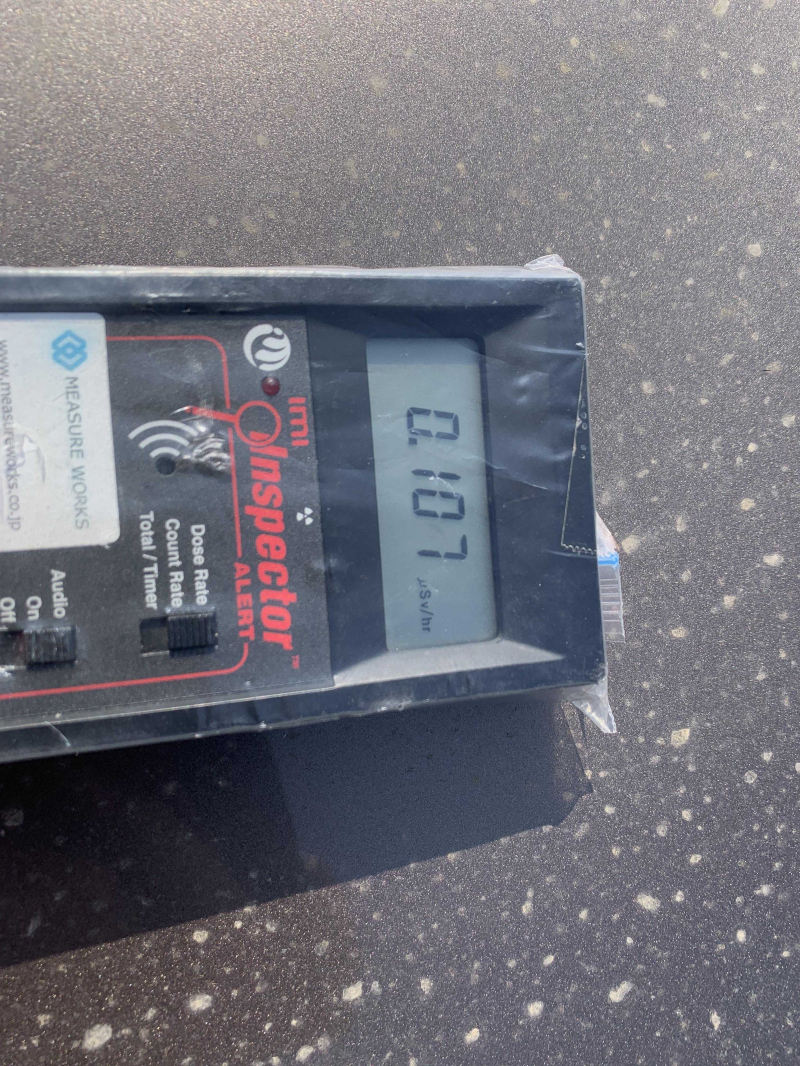 0.107
µSv/hr
imi
Inspector™
ALERT
Dose Rate
Count Rate
Total / Timer
Audio
On
Off
MEASURE WORKS
www.measureworks.co.jp